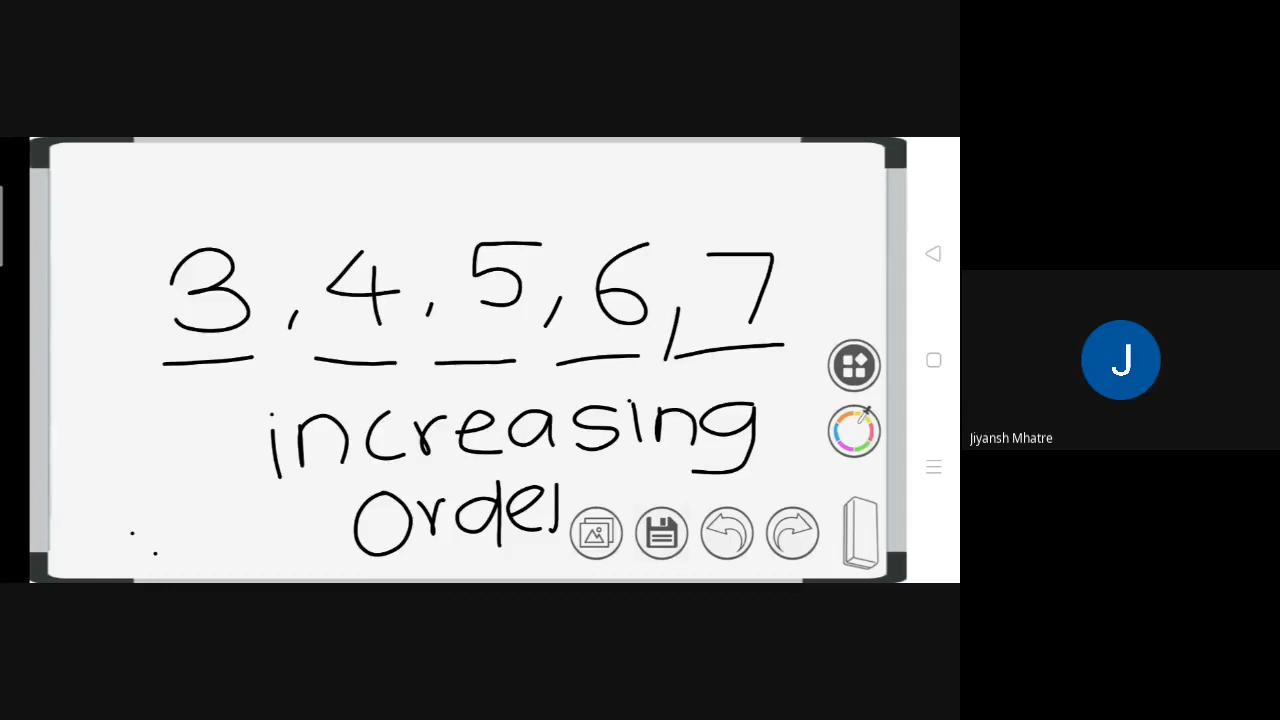 3, 4, 5, 6, 7
increasing
order
J
Jiyansh Mhatre